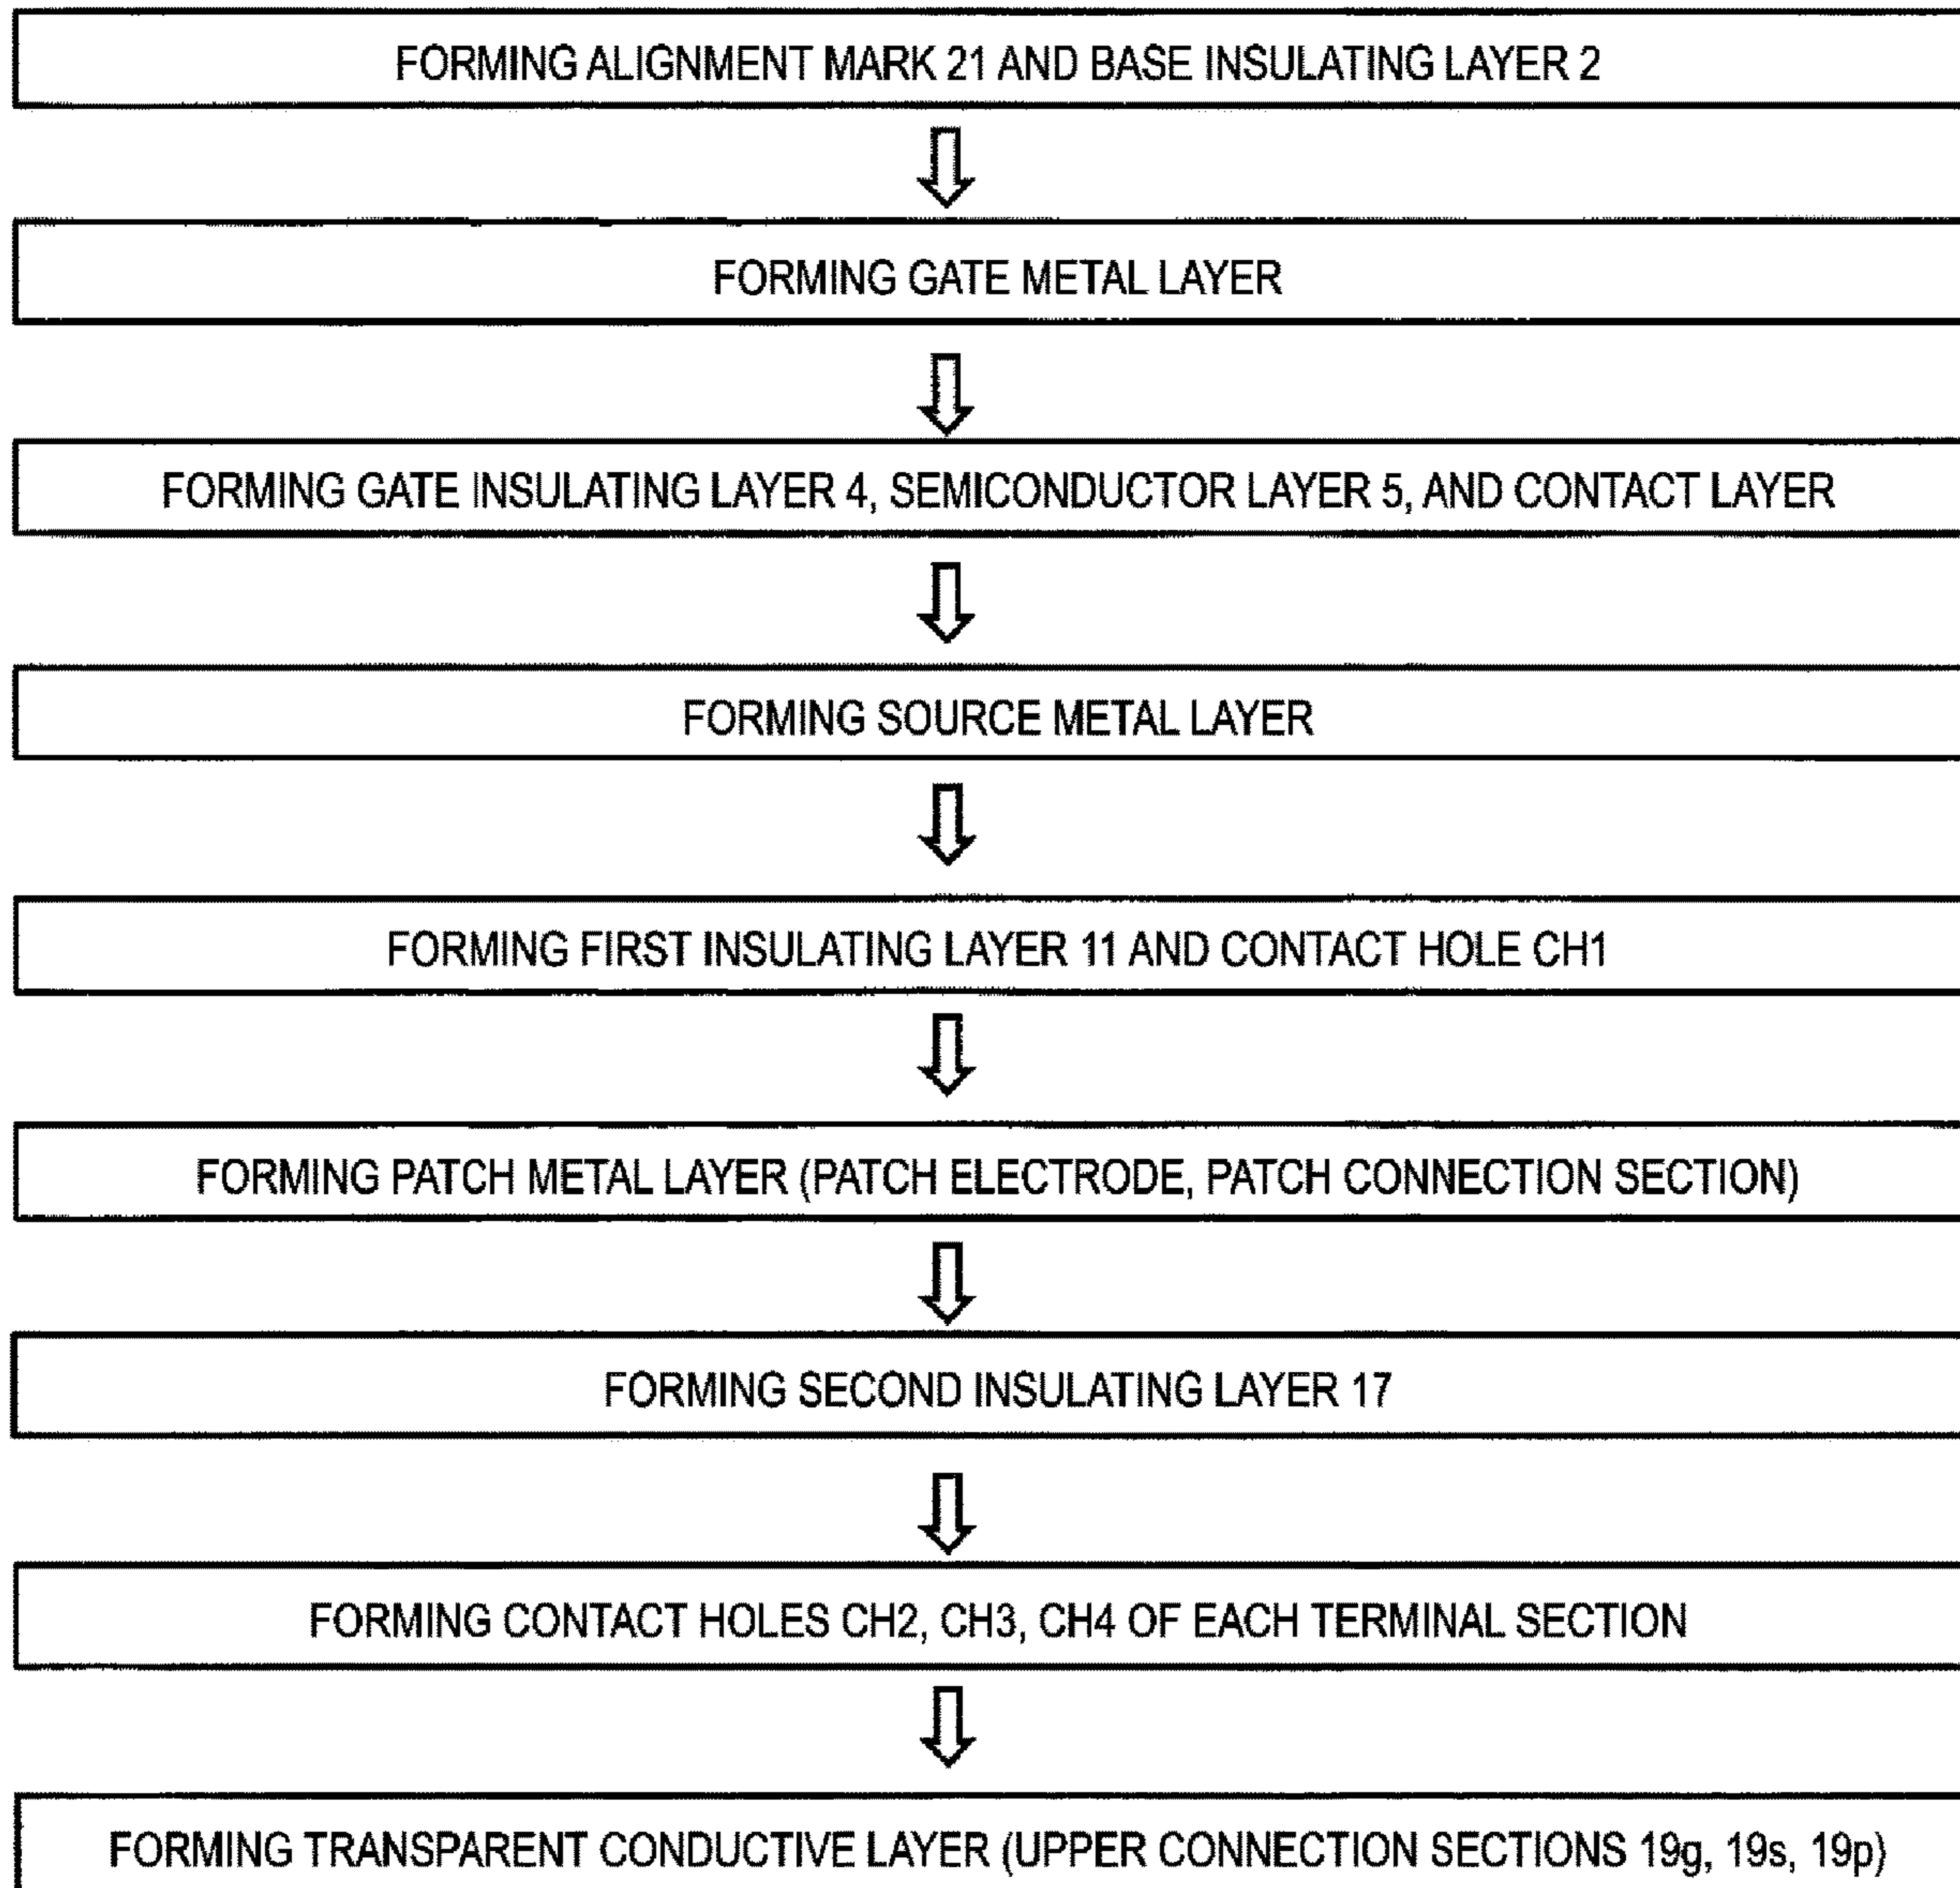 FORMING ALIGNMENT MARK 21 AND BASE INSULATING LAYER 2
FORMING GATE METAL LAYER
FORMING GATE INSULATING LAYER 4, SEMICONDUCTOR LAYER 5, AND CONTACT LAYER
FORMING SOURCE METAL LAYER
FORMING FIRST INSULATING LAYER 11 AND CONTACT HOLE CH1
FORMING PATCH METAL LAYER (PATCH ELECTRODE, PATCH CONNECTION SECTION)
FORMING SECOND INSULATING LAYER 17
FORMING CONTACT HOLES CH2, CH3, CH4 OF EACH TERMINAL SECTION
FORMING TRANSPARENT CONDUCTIVE LAYER (UPPER CONNECTION SECTIONS 19g, 19s, 19p)